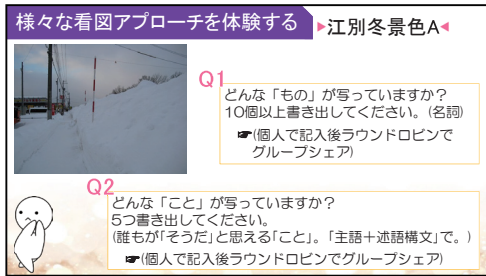 様々な看図アプローチを体験する
▶江別冬景色A◀
Q1
どんな「もの」が写っていますか?
10個以上書き出してください。(名詞)
☛(個人で記入後ラウンドロビンで
グループシェア)
Q2
どんな「こと」が写っていますか?
5つ書き出してください。
(誰もが「そうだ」と思える「こと」。「主語+述語構文」で。)
☛(個人で記入後ラウンドロビンでグループシェア)